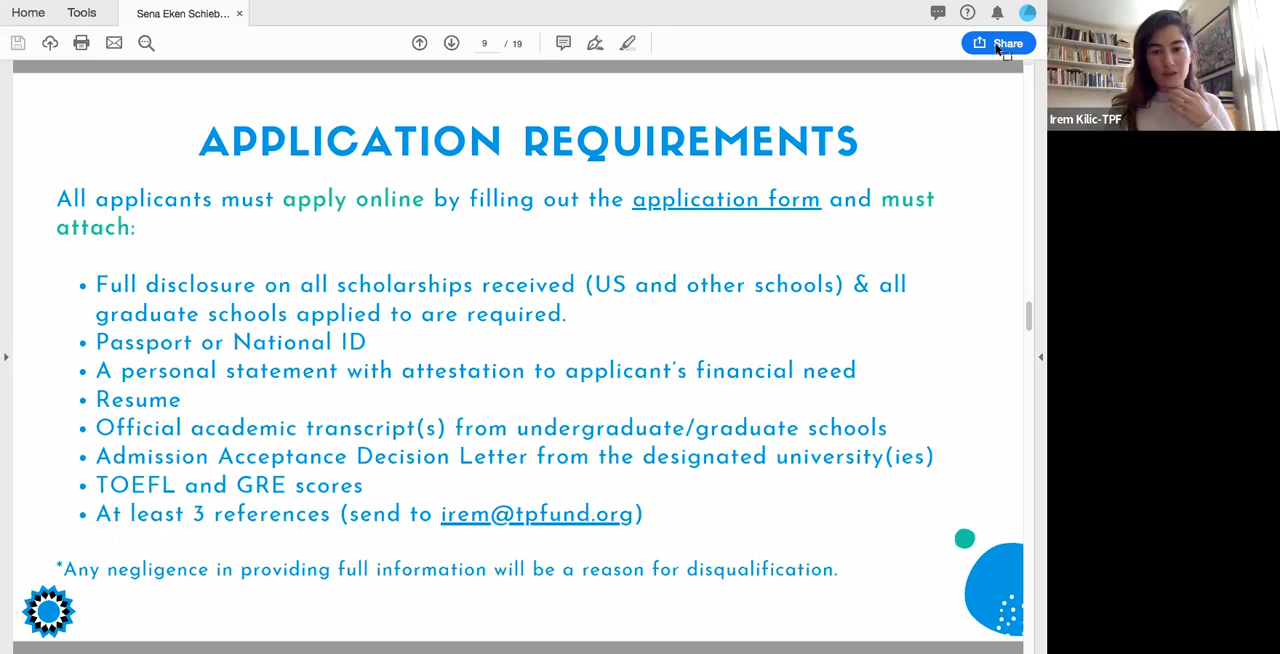 Home Tools Sena Eken Schieb... ×
9 / 19 Share
APPLICATION REQUIREMENTS
All applicants must apply online by filling out the application form and must
attach:
• Full disclosure on all scholarships received (US and other schools) & all
graduate schools applied to are required.
• Passport or National ID
• A personal statement with attestation to applicant's financial need
• Resume
• Official academic transcript(s) from undergraduate/graduate schools
• Admission Acceptance Decision Letter from the designated university(ies)
• TOEFL and GRE scores
• At least 3 references (send to irem@tpfund.org)
*Any negligence in providing full information will be a reason for disqualification.
Irem Kilic-TPF